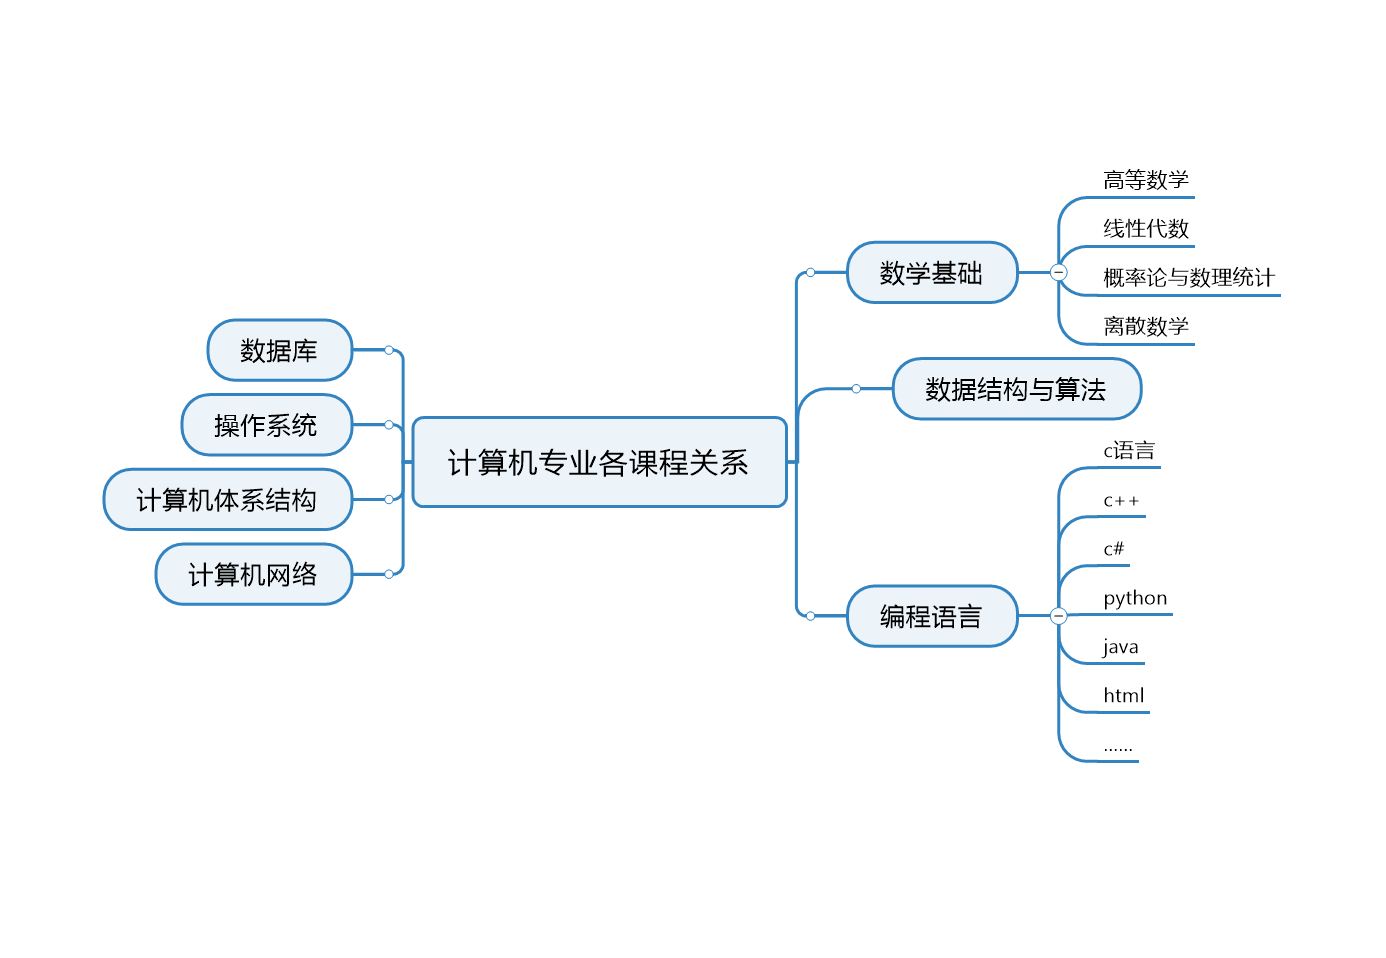 计算机专业各课程关系
数学基础
高等数学
线性代数
概率论与数理统计
离散数学
数据结构与算法
编程语言
c语言
c++
c#
python
java
html
......
数据库
操作系统
计算机体系结构
计算机网络